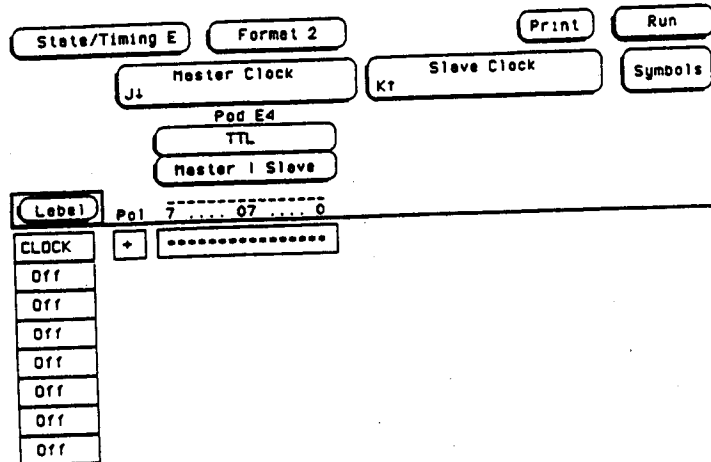 State/Timing E Format 2 Print Run
Master Clock Slave Clock Symbols
J↓ K↑
Pod E4
TTL
Master | Slave
Label Pol 7 .... 07 .... 0
CLOCK + ****************
Off
Off
Off
Off
Off
Off
Off